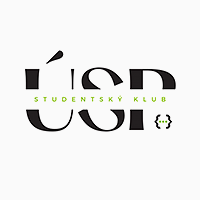 ÚSP
STUDENTSKÝ KLUB
{...}